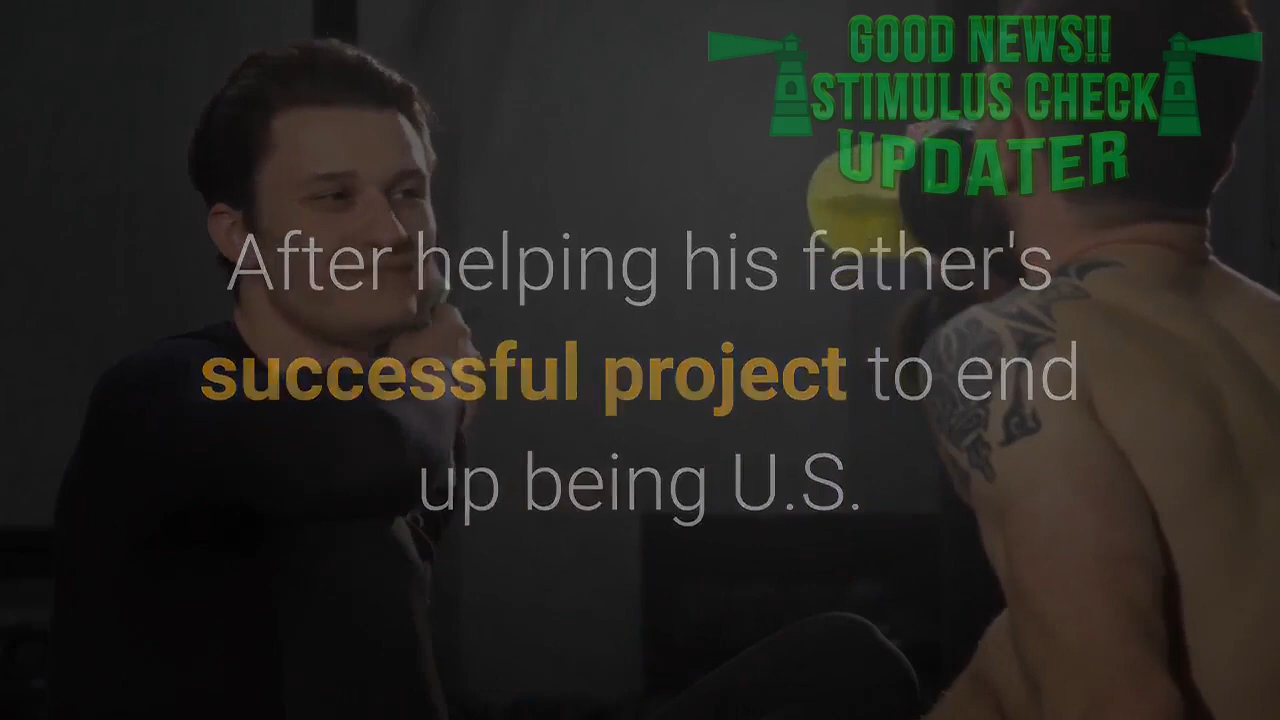 GOOD NEWS!!
STIMULUS CHECK
UPDATER
After helping his father's
successful project to end
up being U.S.